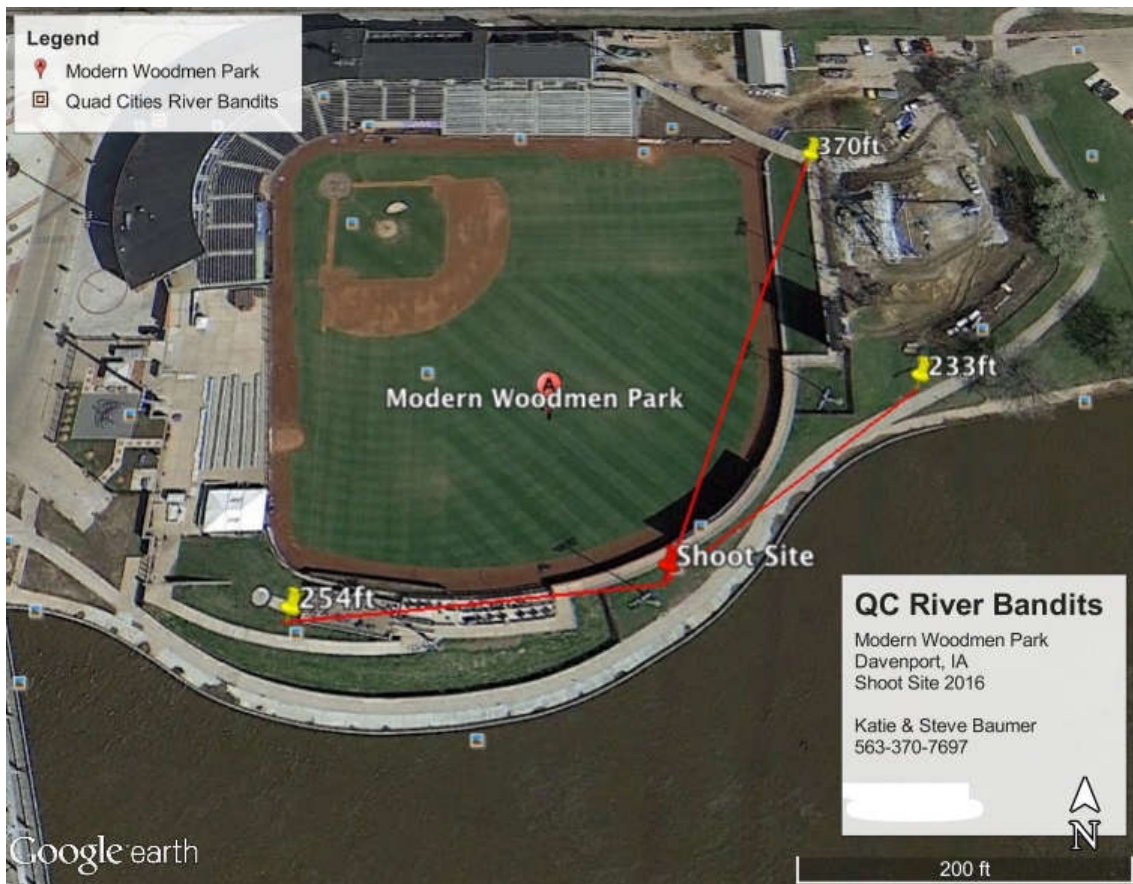 Legend
Modern Woodmen Park
Quad Cities River Bandits
370ft
233ft
A
Modern Woodmen Park
Shoot Site
254ft
QC River Bandits
Modern Woodmen Park
Davenport, IA
Shoot Site 2016
Katie & Steve Baumer
563-370-7697
N
Google earth
200 ft